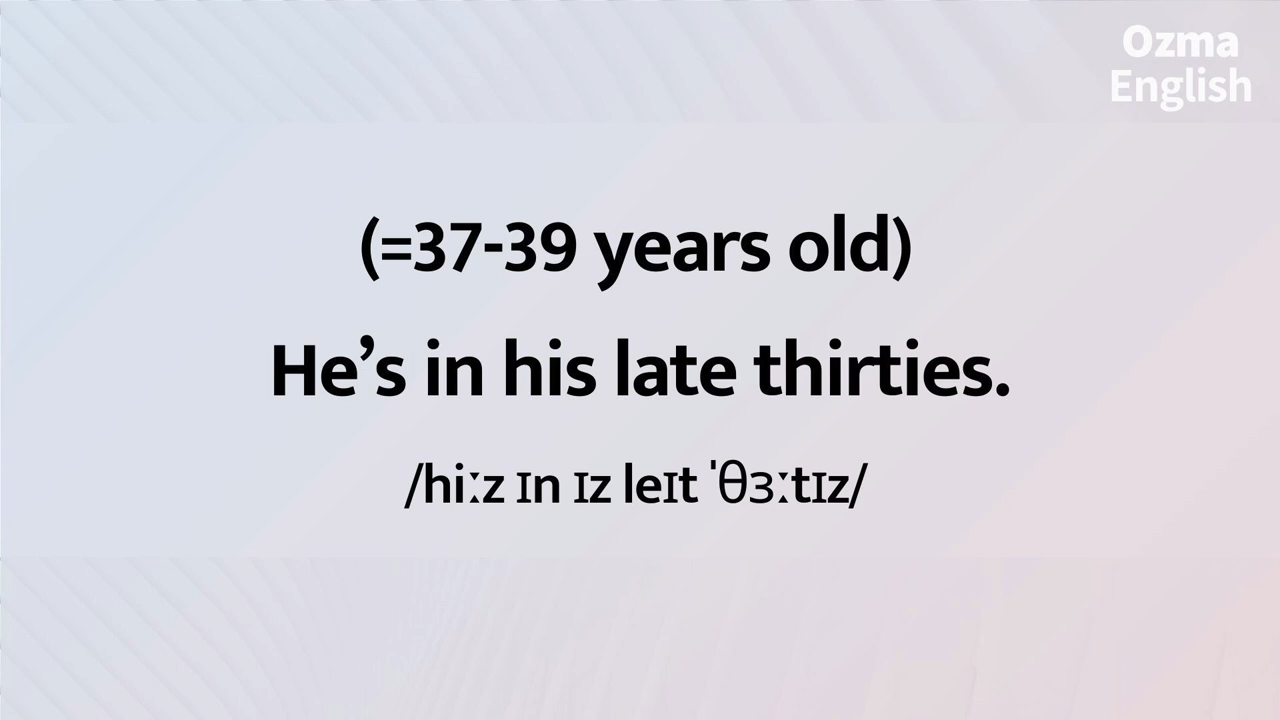 Ozma
English
(=37-39 years old)
He’s in his late thirties.
/hiːz ɪn ɪz leɪt ˈθɜːtɪz/